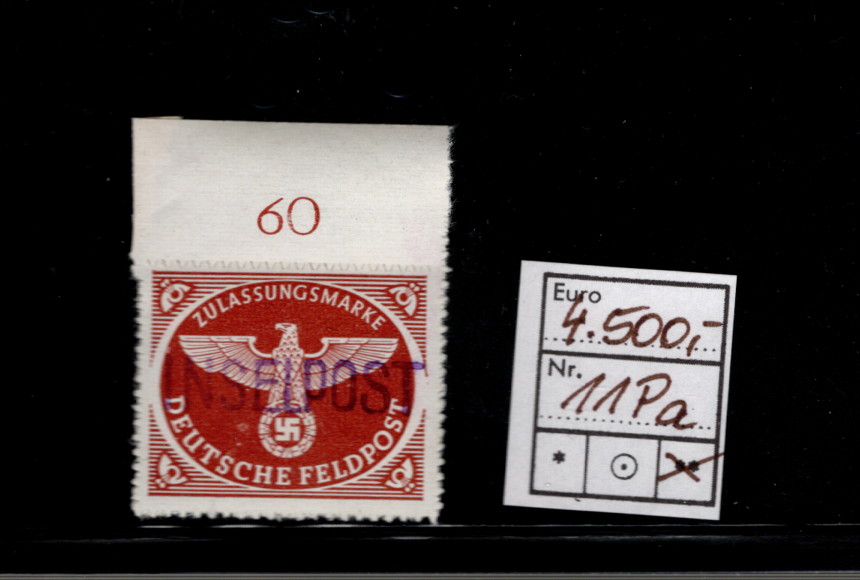 60
ZULASSUNGSMARKE
INSELPOST
DEUTSCHE FELDPOST
Euro
4.500,-
Nr.
11Pa
* ⊙ **